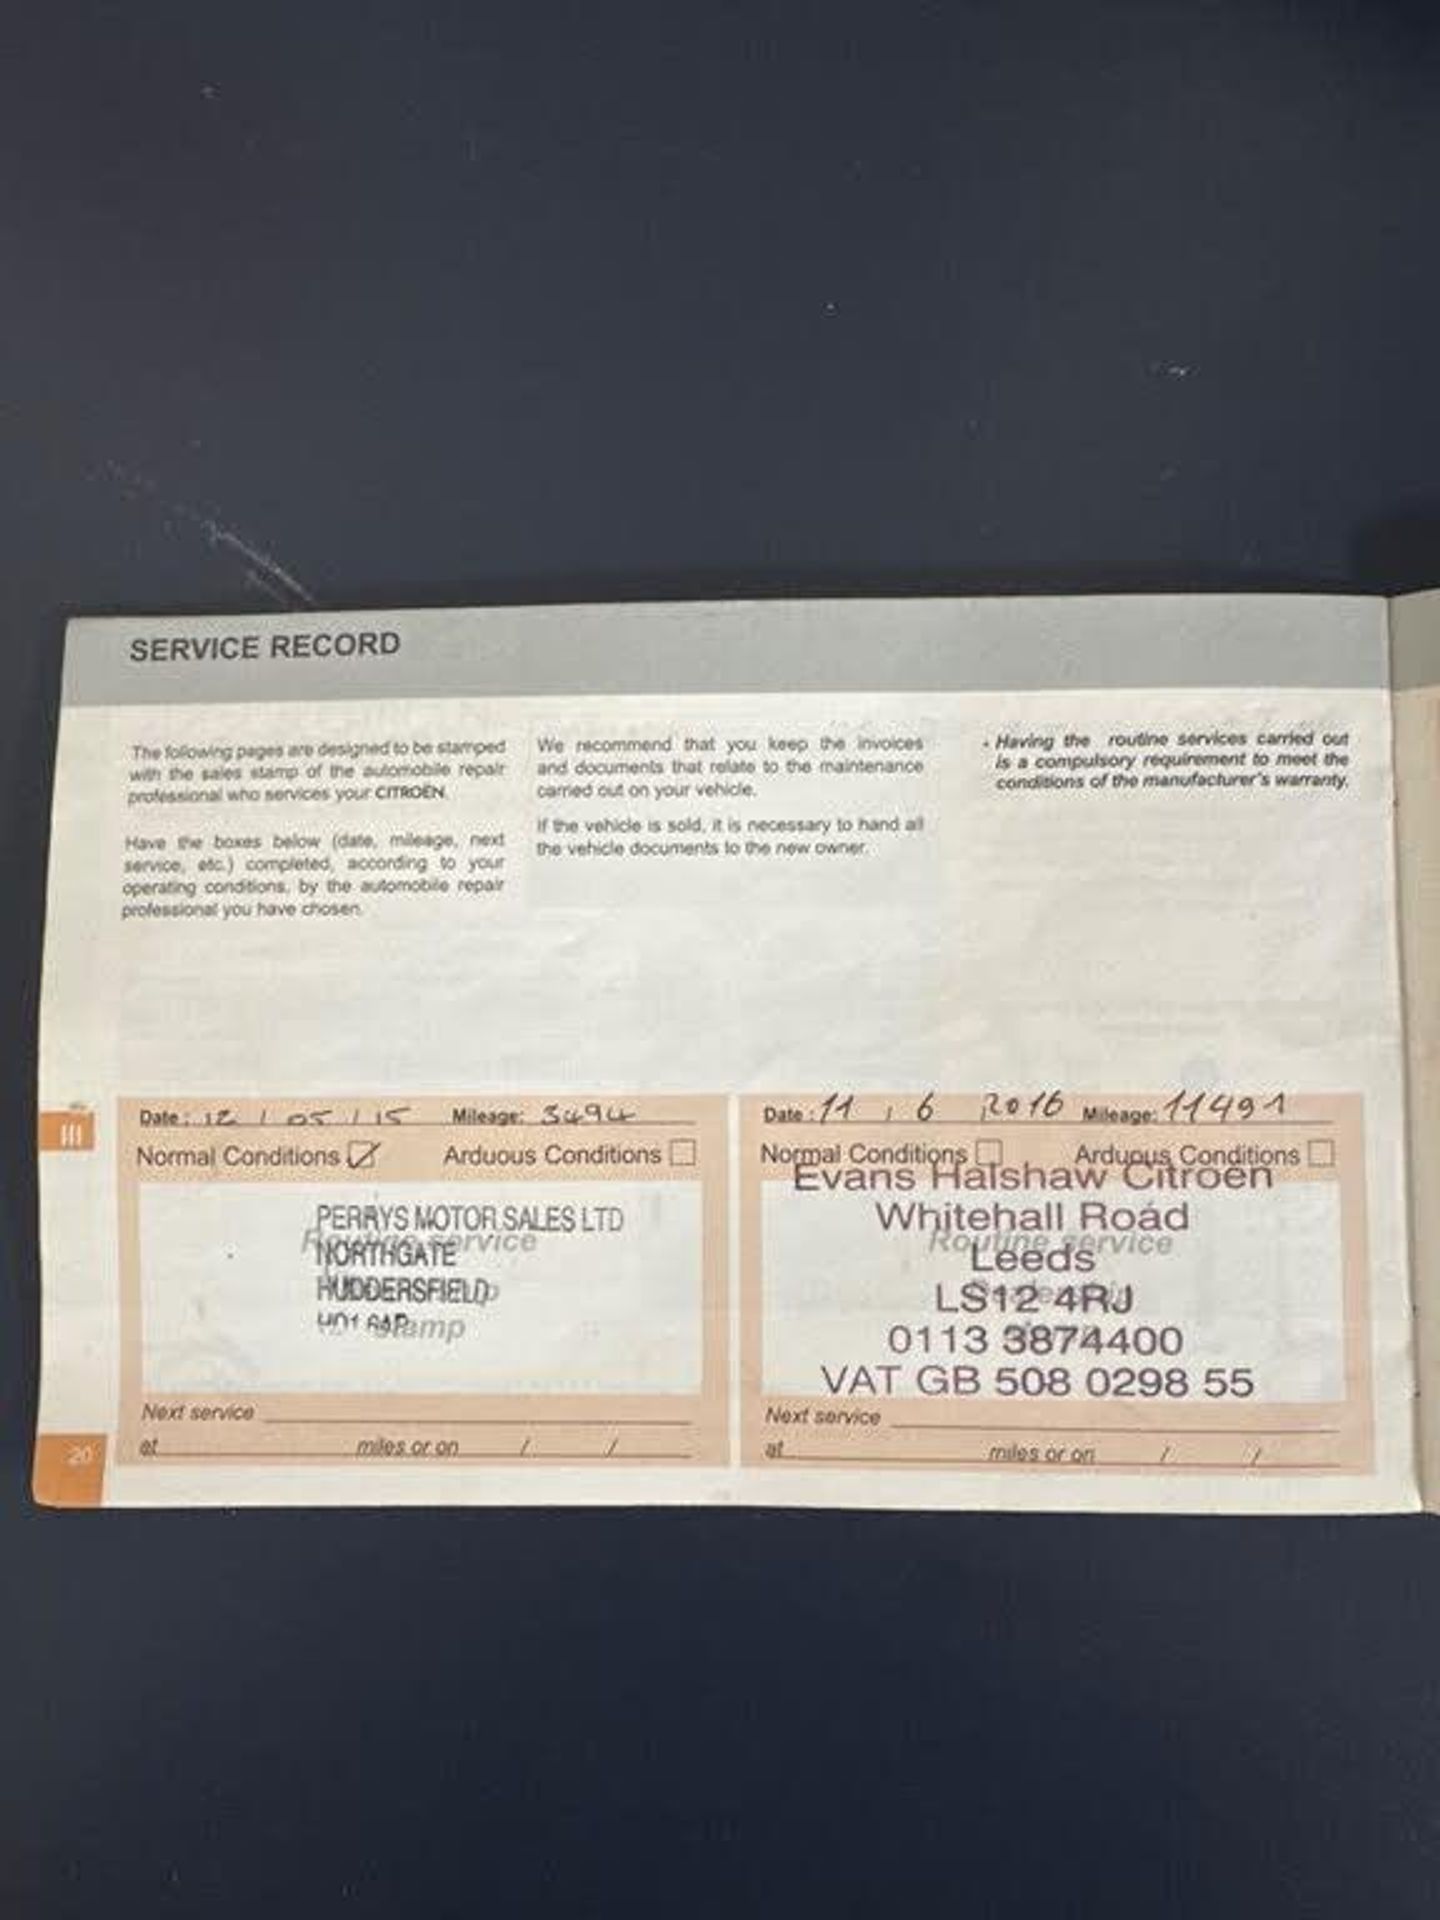 SERVICE RECORD
The following pages are designed to be stamped
with the sales stamp of the automobile repair
professional who services your CITROËN.
Have the boxes below (date, mileage, next
service, etc.) completed, according to your
operating conditions, by the automobile repair
professional you have chosen.
We recommend that you keep the invoices
and documents that relate to the maintenance
carried out on your vehicle.
If the vehicle is sold, it is necessary to hand all
the vehicle documents to the new owner.
Having the routine services carried out
is a compulsory requirement to meet the
conditions of the manufacturer's warranty.
III
Date: 12 / 05 / 15 Mileage: 3494
Normal Conditions Arduous Conditions
PERRYS MOTOR SALES LTD
Routine service
NORTHGATE
HUDDERSFIELD
stamp
Next service
at miles or on / /
Date: 11 / 6 / 2016 Mileage: 11491
Normal Conditions Arduous Conditions
Evans Halshaw Citroën
Whitehall Road
Routine service
Leeds
LS12 4RJ
0113 3874400
VAT GB 508 0298 55
Next service
at miles or on / /
20